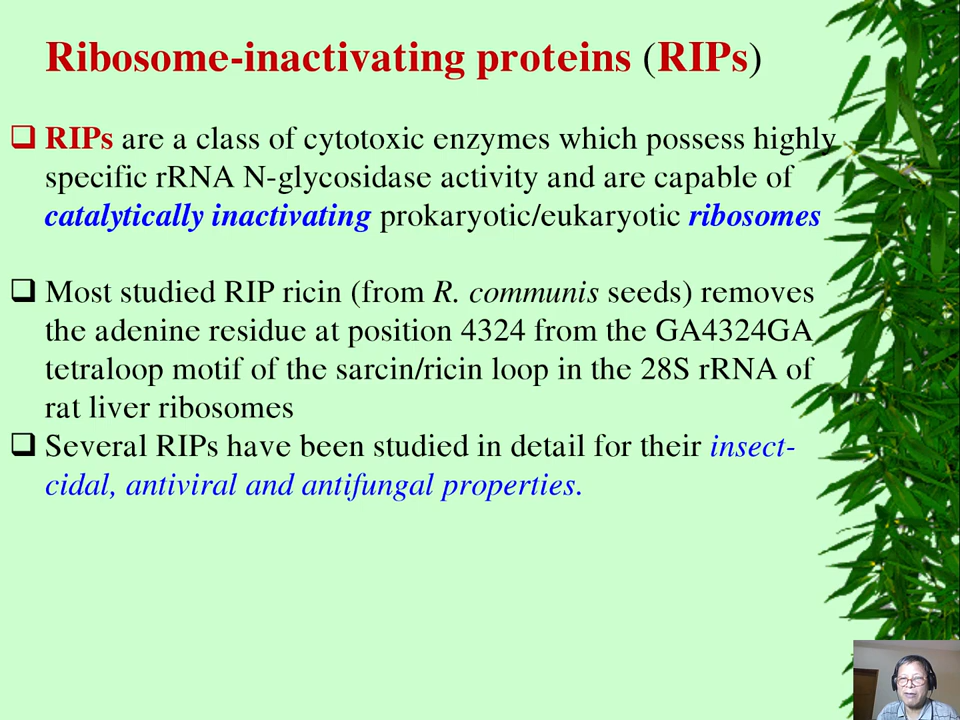 Ribosome-inactivating proteins (RIPs)
❑ RIPs are a class of cytotoxic enzymes which possess highly
specific rRNA N-glycosidase activity and are capable of
catalytically inactivating prokaryotic/eukaryotic ribosomes
❑ Most studied RIP ricin (from R. communis seeds) removes
the adenine residue at position 4324 from the GA4324GA
tetraloop motif of the sarcin/ricin loop in the 28S rRNA of
rat liver ribosomes
❑ Several RIPs have been studied in detail for their insect-
cidal, antiviral and antifungal properties.